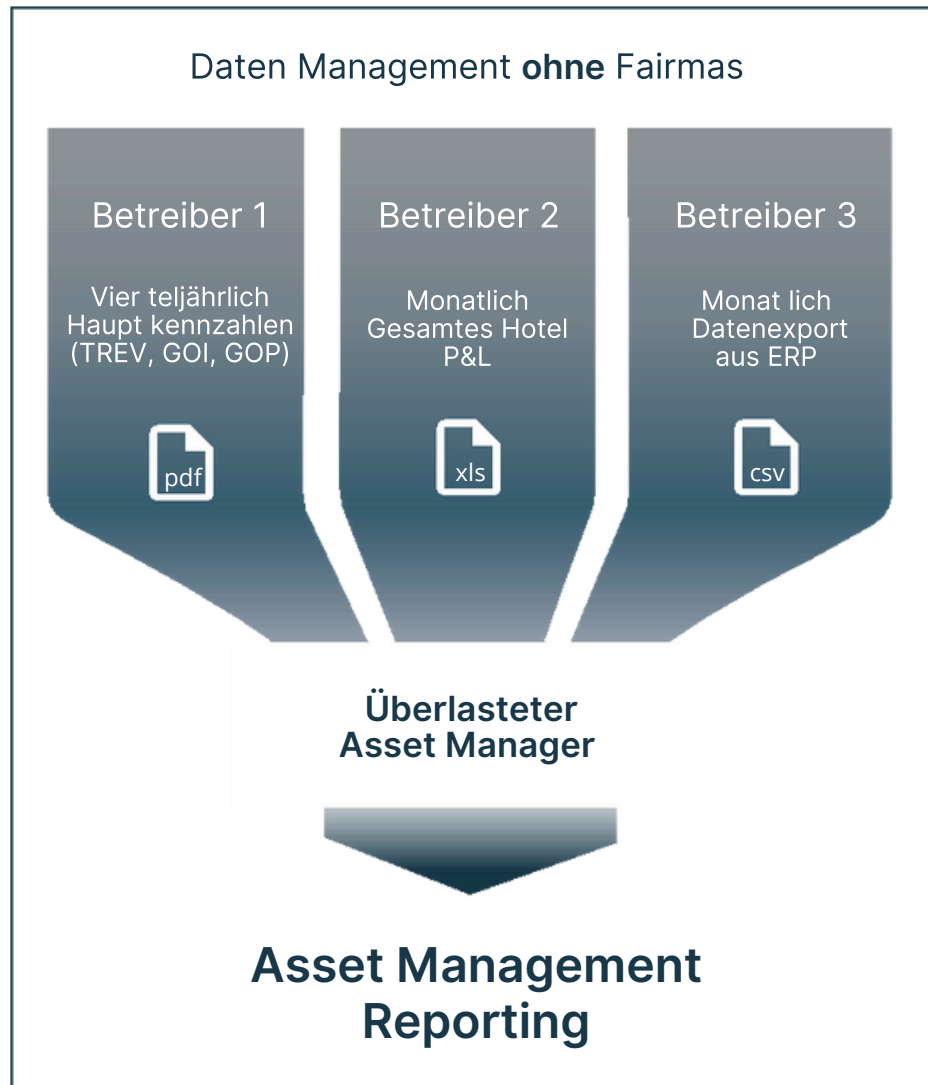 Daten Management ohne Fairmas
Betreiber 1
Vier teljährlich
Haupt kennzahlen
(TREV, GOI, GOP)
pdf
Betreiber 2
Monatlich
Gesamtes Hotel
P&L
xls
Betreiber 3
Monat lich
Datenexport
aus ERP
csv
Überlasteter
Asset Manager
Asset Management
Reporting